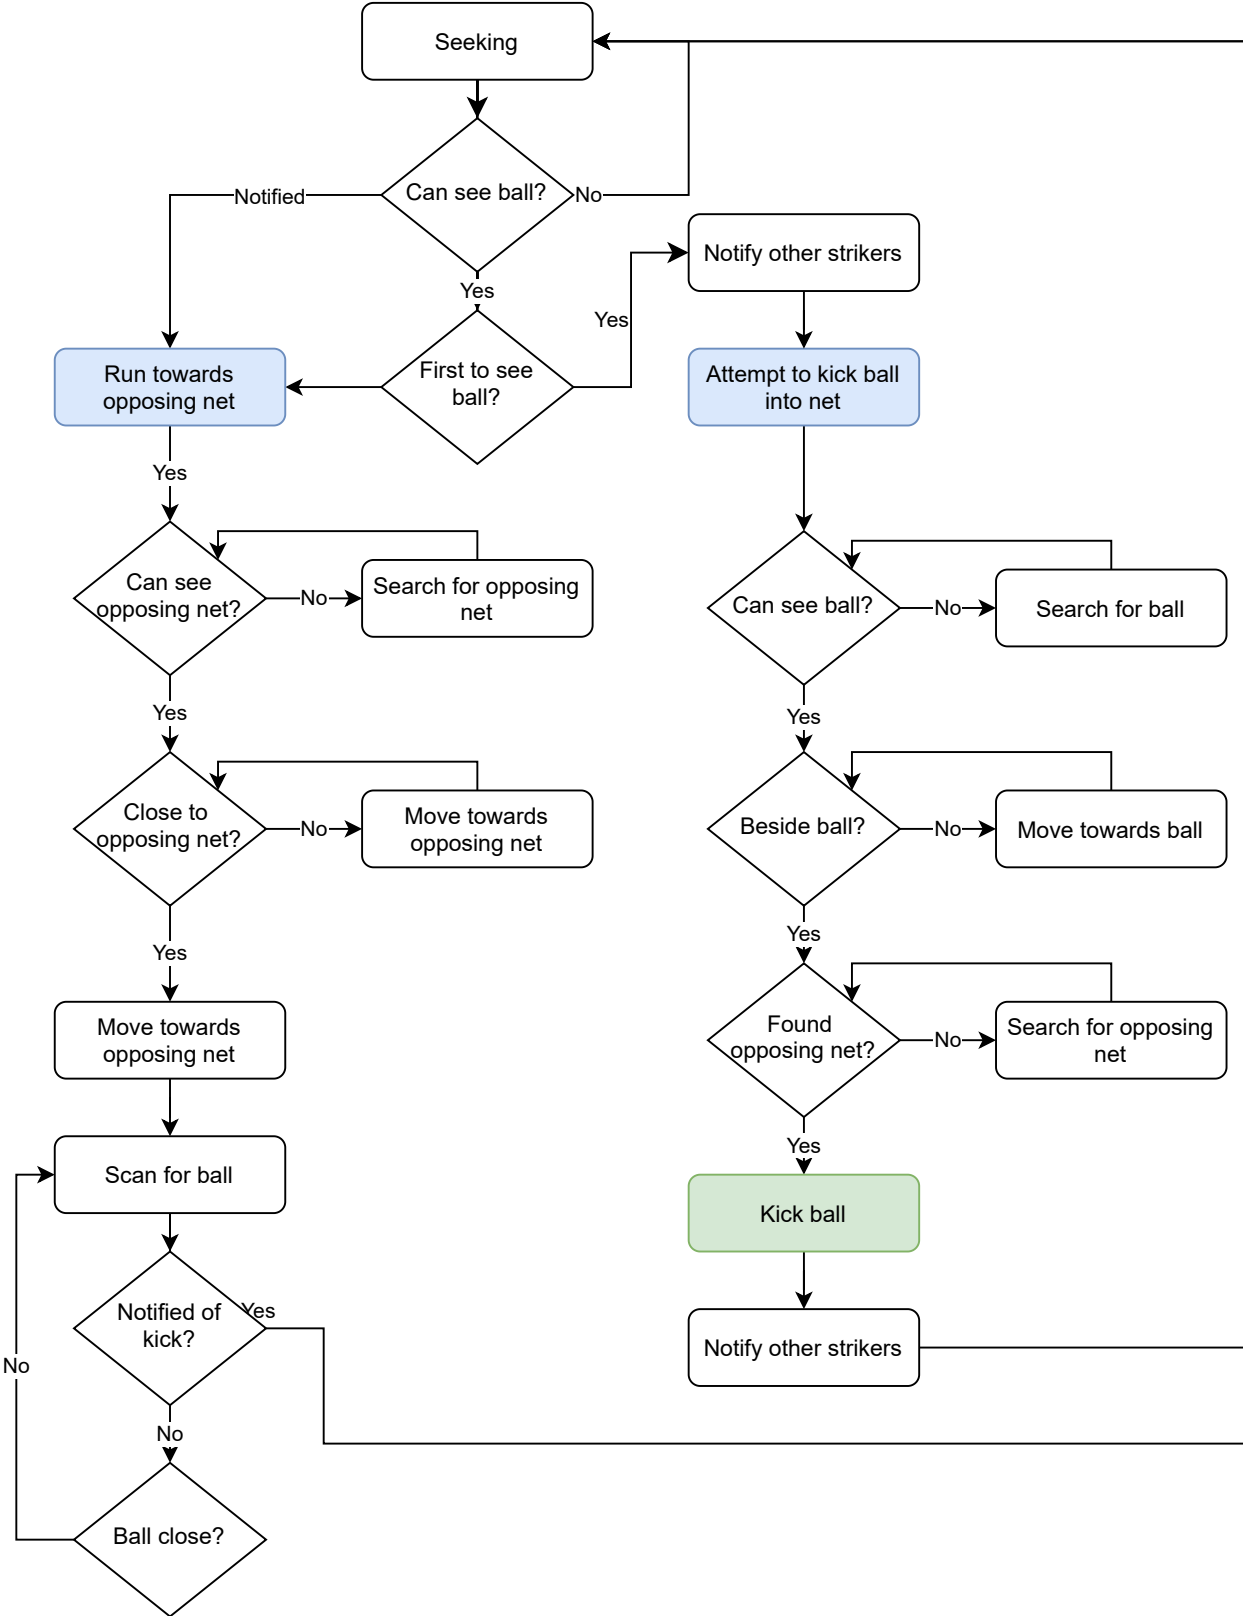 Seeking
Can see ball?
Notified
No
Notify other strikers
Yes
Yes
Run towards
opposing net
First to see
ball?
Attempt to kick ball
into net
Yes
Can see
opposing net?
No
Search for opposing
net
Can see ball?
No
Search for ball
Yes
Yes
Close to
opposing net?
No
Move towards
opposing net
Beside ball?
No
Move towards ball
Yes
Yes
Move towards
opposing net
Found
opposing net?
No
Search for opposing
net
Yes
Scan for ball
Kick ball
Notified of
kick?
Yes
Notify other strikers
No
No
Ball close?